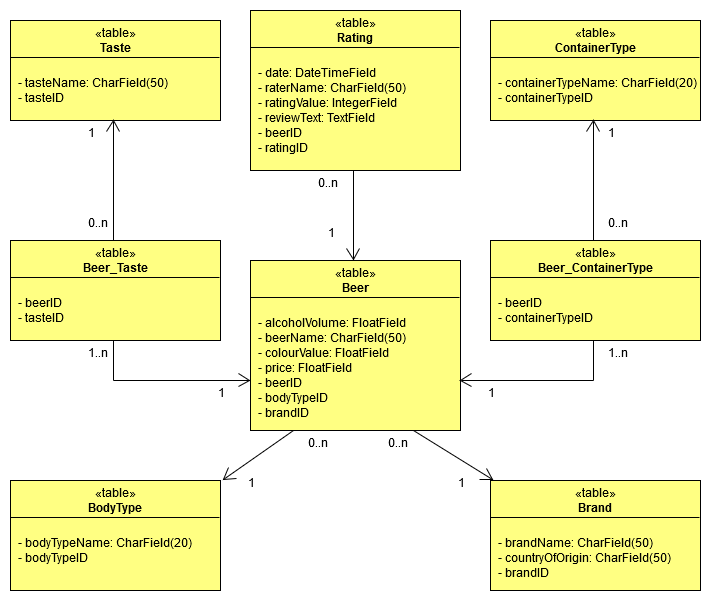 «table»
Taste
- tasteName: CharField(50)
- tasteID
«table»
Rating
- date: DateTimeField
- raterName: CharField(50)
- ratingValue: IntegerField
- reviewText: TextField
- beerID
- ratingID
«table»
ContainerType
- containerTypeName: CharField(20)
- containerTypeID
1
0..n
1
1
0..n
0..n
«table»
Beer_Taste
- beerID
- tasteID
«table»
Beer
- alcoholVolume: FloatField
- beerName: CharField(50)
- colourValue: FloatField
- price: FloatField
- beerID
- bodyTypeID
- brandID
«table»
Beer_ContainerType
- beerID
- containerTypeID
1..n
1
1..n
1
0..n
0..n
1
1
«table»
BodyType
- bodyTypeName: CharField(20)
- bodyTypeID
«table»
Brand
- brandName: CharField(50)
- countryOfOrigin: CharField(50)
- brandID